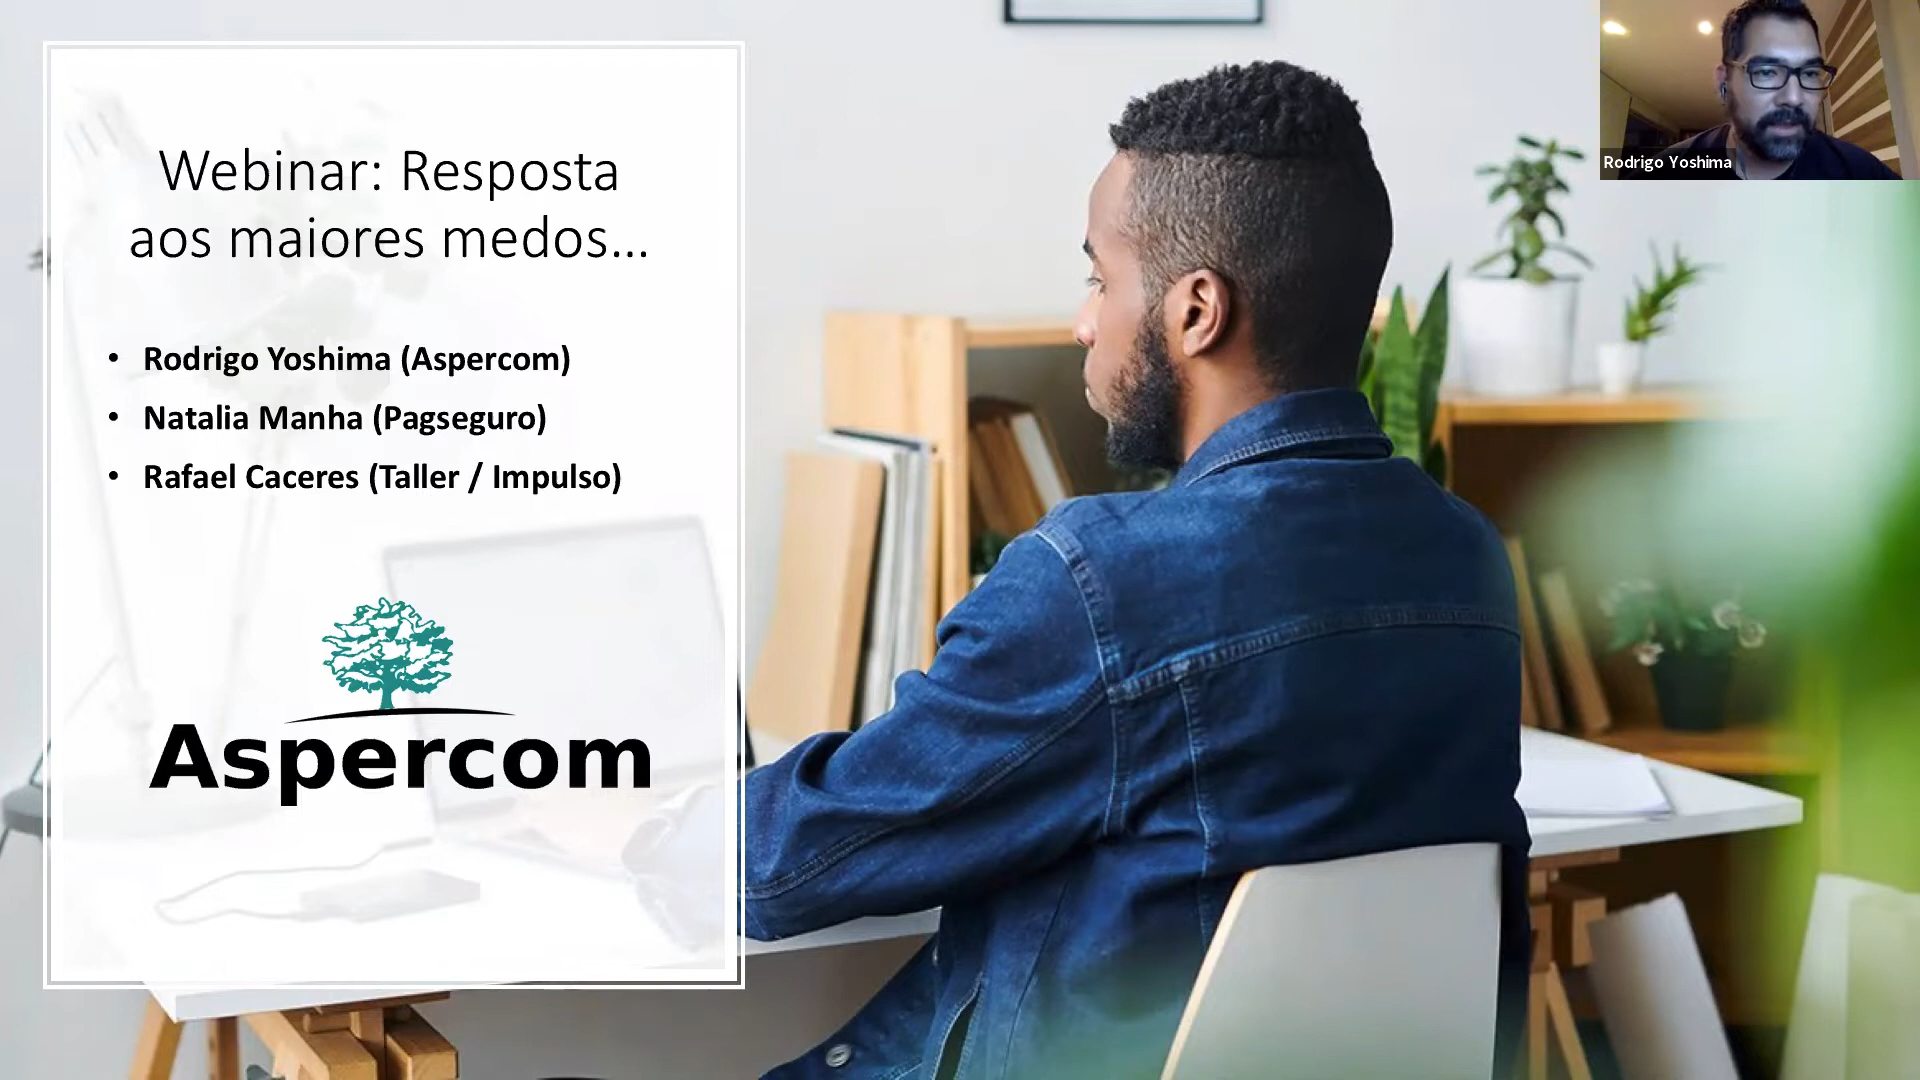 Webinar: Resposta
aos maiores medos...
• Rodrigo Yoshima (Aspercom)
• Natalia Manha (Pagseguro)
• Rafael Caceres (Taller / Impulso)
Aspercom
Rodrigo Yoshima